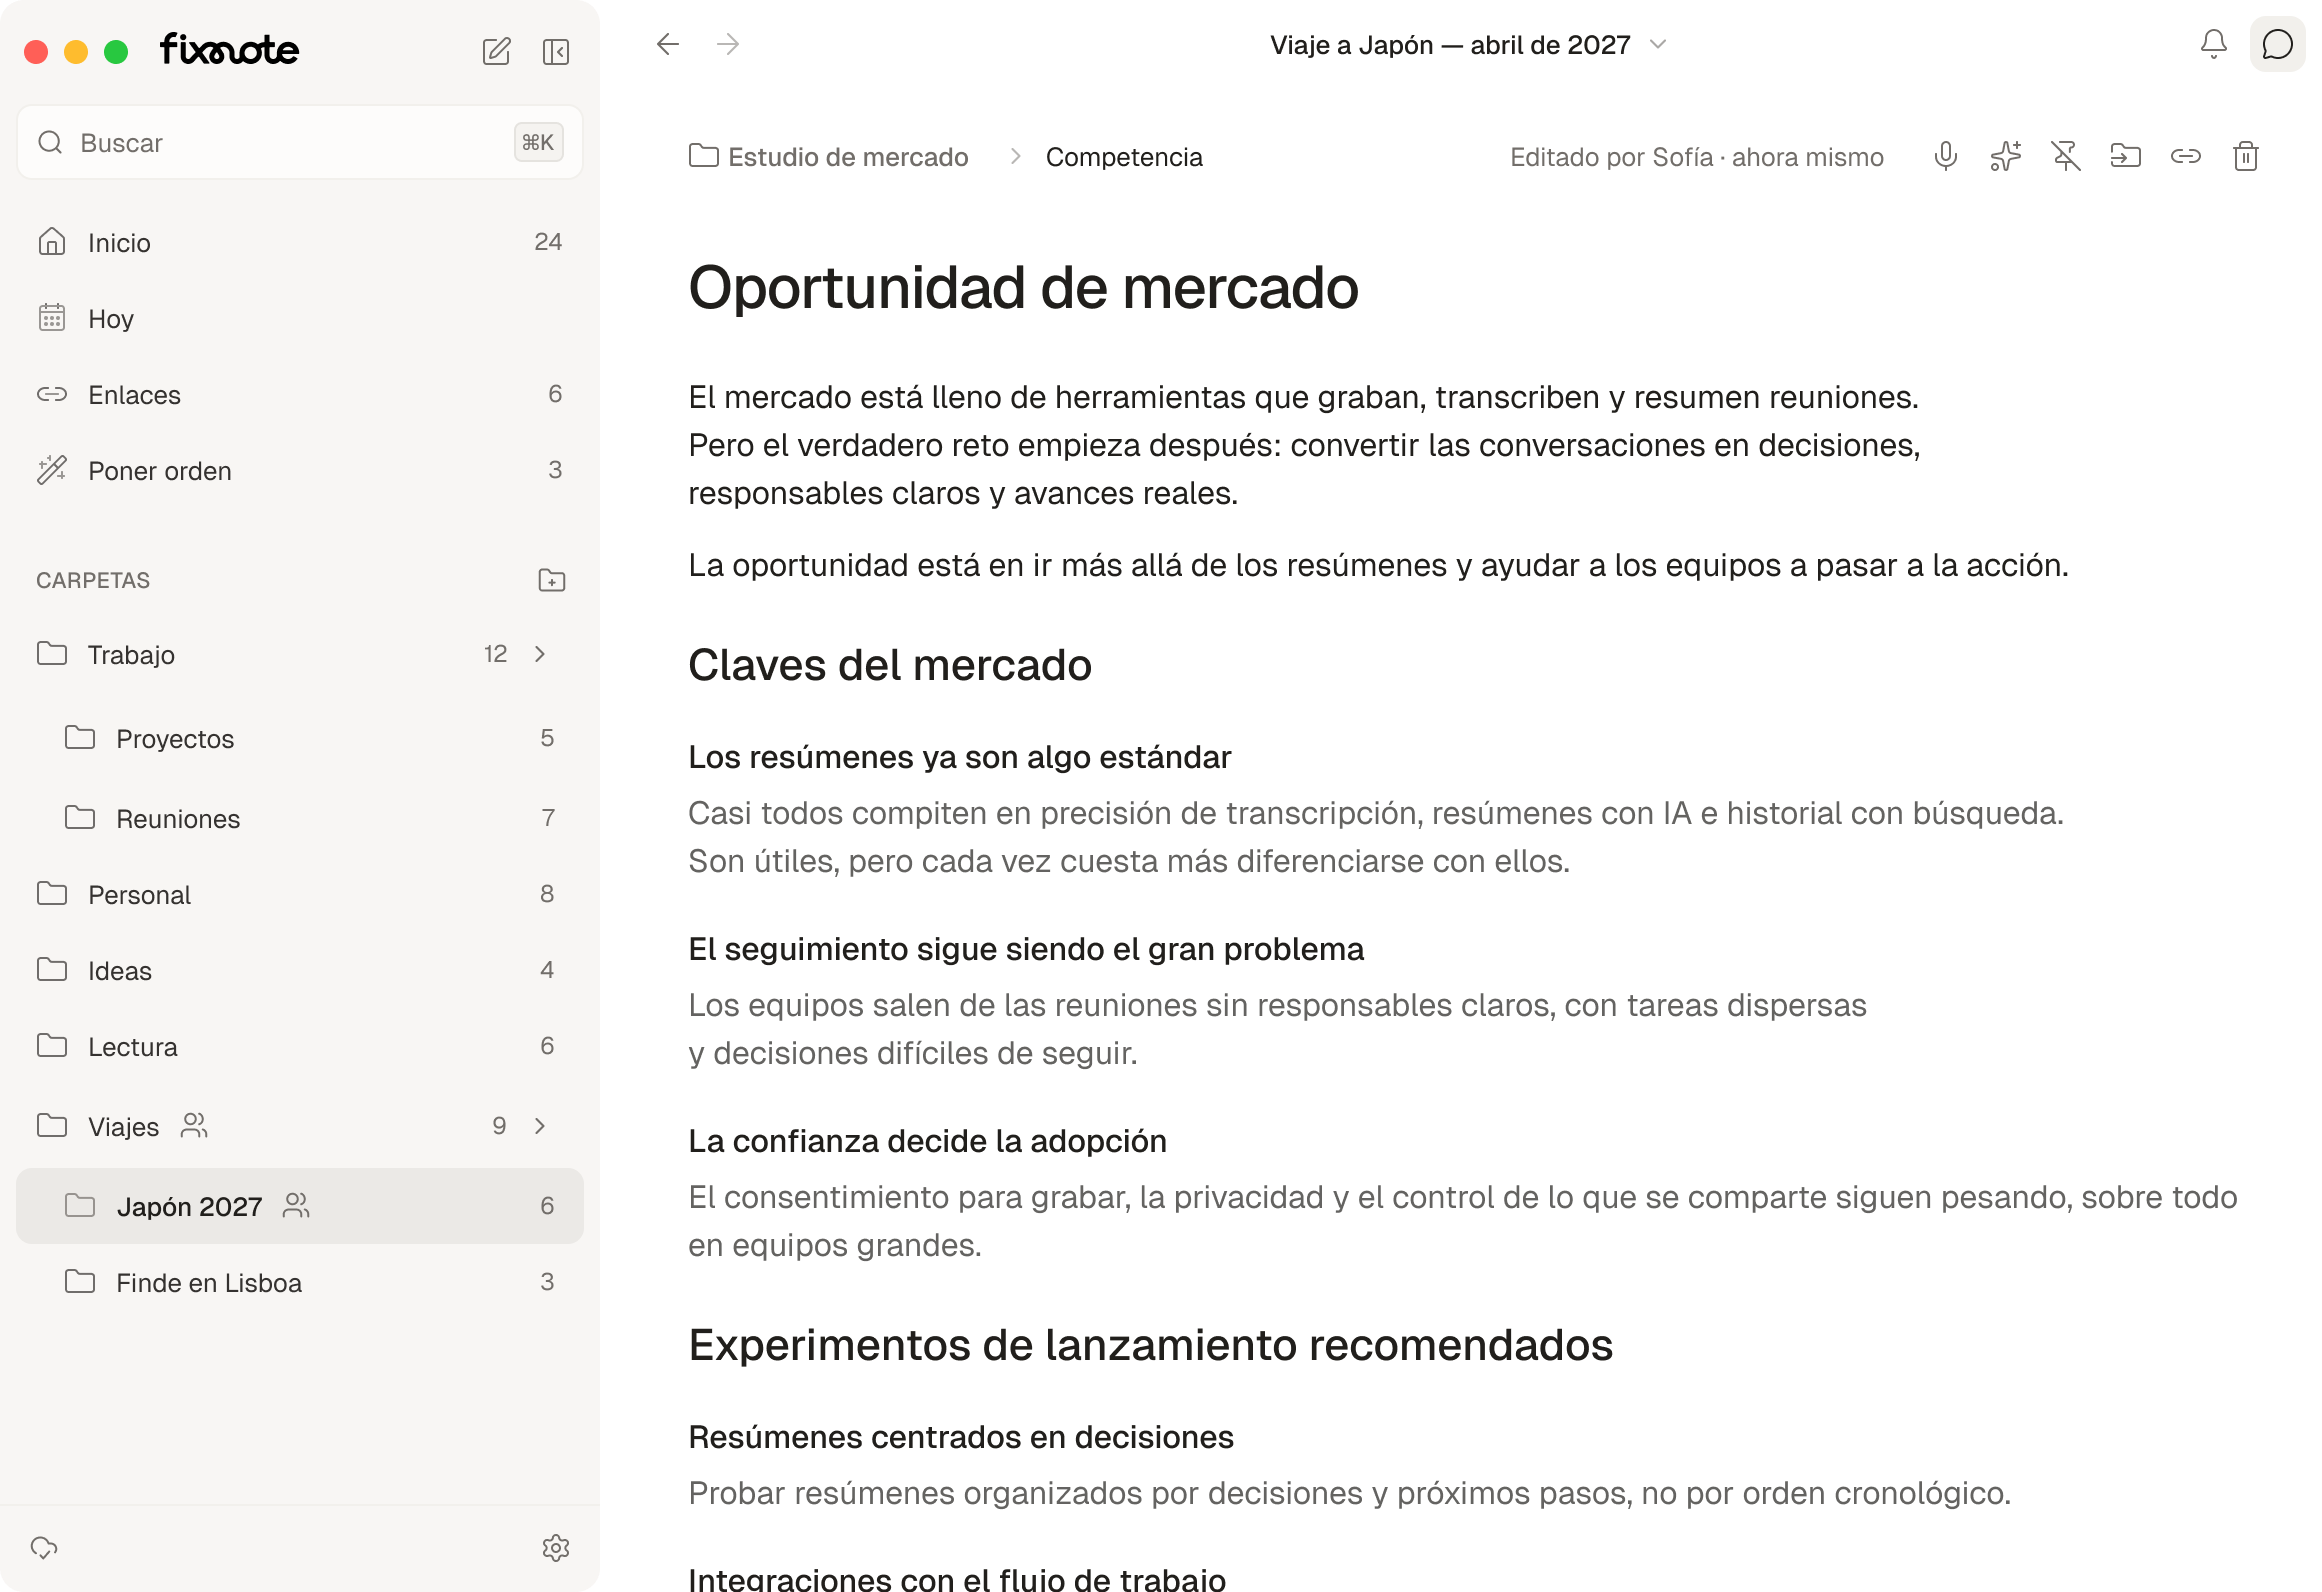 fixnote
Buscar
⌘K
Inicio
24
Hoy
Enlaces
6
Poner orden
3
CARPETAS
Trabajo
12
Proyectos
5
Reuniones
7
Personal
8
Ideas
4
Lectura
6
Viajes
9
Japón 2027
6
Finde en Lisboa
3
Viaje a Japón — abril de 2027
Estudio de mercado
Competencia
Editado por Sofía · ahora mismo
Oportunidad de mercado
El mercado está lleno de herramientas que graban, transcriben y resumen reuniones.
Pero el verdadero reto empieza después: convertir las conversaciones en decisiones,
responsables claros y avances reales.
La oportunidad está en ir más allá de los resúmenes y ayudar a los equipos a pasar a la acción.
Claves del mercado
Los resúmenes ya son algo estándar
Casi todos compiten en precisión de transcripción, resúmenes con IA e historial con búsqueda.
Son útiles, pero cada vez cuesta más diferenciarse con ellos.
El seguimiento sigue siendo el gran problema
Los equipos salen de las reuniones sin responsables claros, con tareas dispersas
y decisiones difíciles de seguir.
La confianza decide la adopción
El consentimiento para grabar, la privacidad y el control de lo que se comparte siguen pesando, sobre todo
en equipos grandes.
Experimentos de lanzamiento recomendados
Resúmenes centrados en decisiones
Probar resúmenes organizados por decisiones y próximos pasos, no por orden cronológico.
Integraciones con el flujo de trabajo